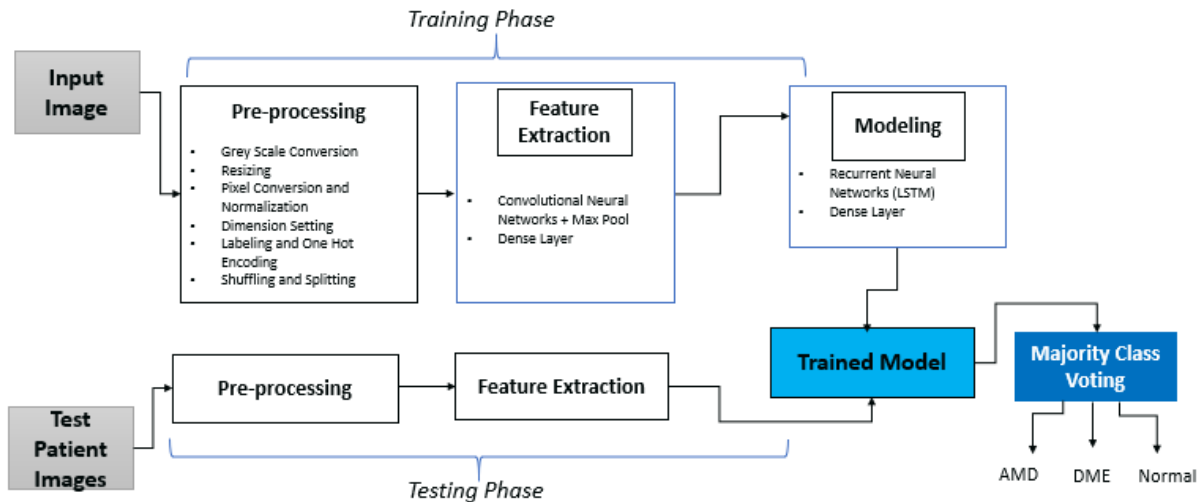 Training Phase
Input
Image
Pre-processing
▪ Grey Scale Conversion
▪ Resizing
▪ Pixel Conversion and
Normalization
▪ Dimension Setting
▪ Labeling and One Hot
Encoding
▪ Shuffling and Splitting
Feature
Extraction
▪ Convolutional Neural
Networks + Max Pool
▪ Dense Layer
Modeling
▪ Recurrent Neural
Networks (LSTM)
▪ Dense Layer
Trained Model
Majority Class
Voting
AMD
DME
Normal
Test
Patient
Images
Pre-processing
Feature Extraction
Testing Phase